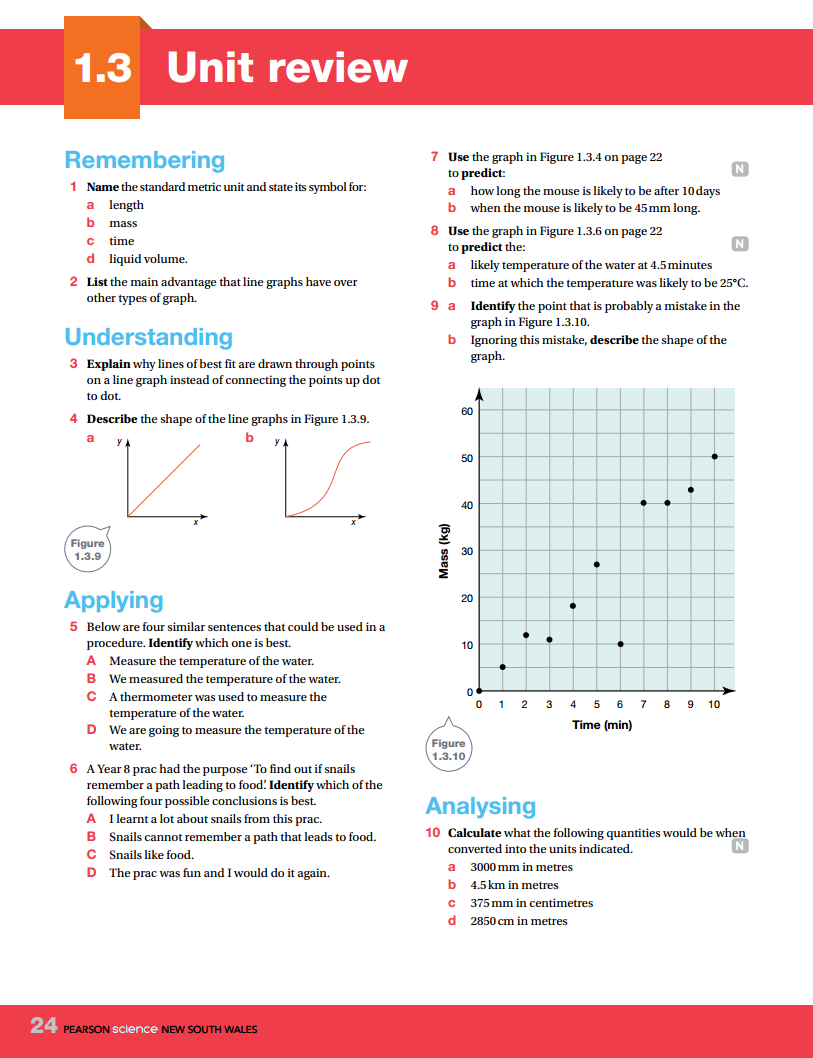 1.3 Unit review
Remembering
1 Name the standard metric unit and state its symbol for:
a length
b mass
c time
d liquid volume.
2 List the main advantage that line graphs have over
other types of graph.
Understanding
3 Explain why lines of best fit are drawn through points
on a line graph instead of connecting the points up dot
to dot.
4 Describe the shape of the line graphs in Figure 1.3.9.
a y x
b y x
Figure
1.3.9
Applying
5 Below are four similar sentences that could be used in a
procedure. Identify which one is best.
A Measure the temperature of the water.
B We measured the temperature of the water.
C A thermometer was used to measure the
temperature of the water.
D We are going to measure the temperature of the
water.
6 A Year 8 prac had the purpose ‘To find out if snails
remember a path leading to food’. Identify which of the
following four possible conclusions is best.
A I learnt a lot about snails from this prac.
B Snails cannot remember a path that leads to food.
C Snails like food.
D The prac was fun and I would do it again.
7 Use the graph in Figure 1.3.4 on page 22
to predict: N
a how long the mouse is likely to be after 10 days
b when the mouse is likely to be 45 mm long.
8 Use the graph in Figure 1.3.6 on page 22
to predict the: N
a likely temperature of the water at 4.5 minutes
b time at which the temperature was likely to be 25°C.
9 a Identify the point that is probably a mistake in the
graph in Figure 1.3.10.
b Ignoring this mistake, describe the shape of the
graph.
60
50
40
30
20
10
0
Mass (kg)
0 1 2 3 4 5 6 7 8 9 10
Time (min)
Figure
1.3.10
Analysing
10 Calculate what the following quantities would be when
converted into the units indicated. N
a 3000 mm in metres
b 4.5 km in metres
c 375 mm in centimetres
d 2850 cm in metres
24 PEARSON science NEW SOUTH WALES